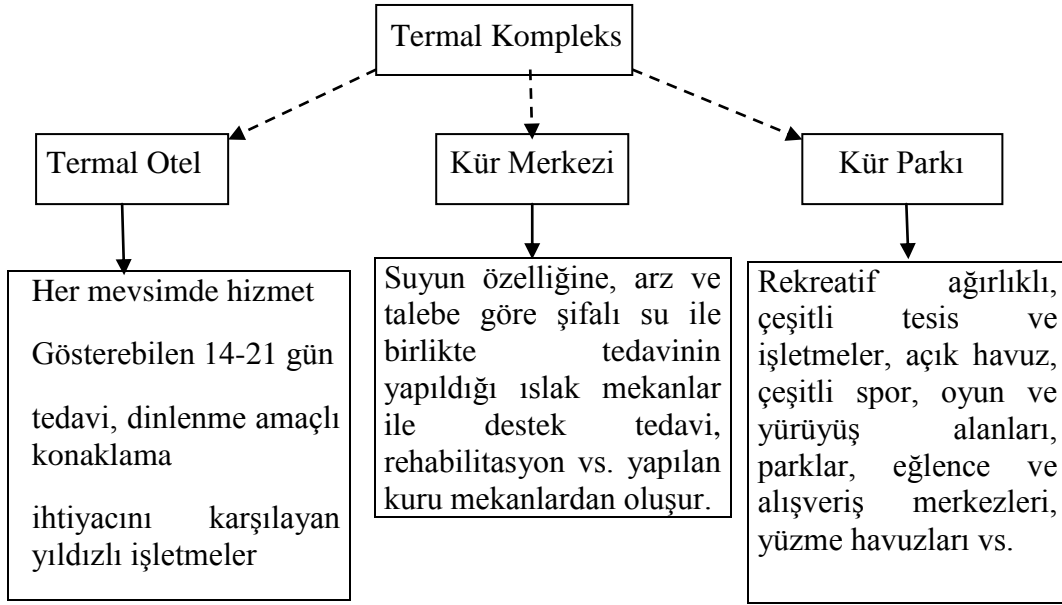 Termal Kompleks
Termal Otel
Kür Merkezi
Kür Parkı
Her mevsimde hizmet
Gösterebilen 14-21 gün
tedavi, dinlenme amaçlı
konaklama
ihtiyacını karşılayan
yıldızlı işletmeler
Suyun özelliğine, arz ve
talebe göre şifalı su ile
birlikte tedavinin
yapıldığı ıslak mekanlar
ile destek tedavi,
rehabilitasyon vs. yapılan
kuru mekanlardan oluşur.
Rekreatif ağırlıklı,
çeşitli tesis ve
işletmeler, açık havuz,
çeşitli spor, oyun ve
yürüyüş alanları,
parklar, eğlence ve
alışveriş merkezleri,
yüzme havuzları vs.